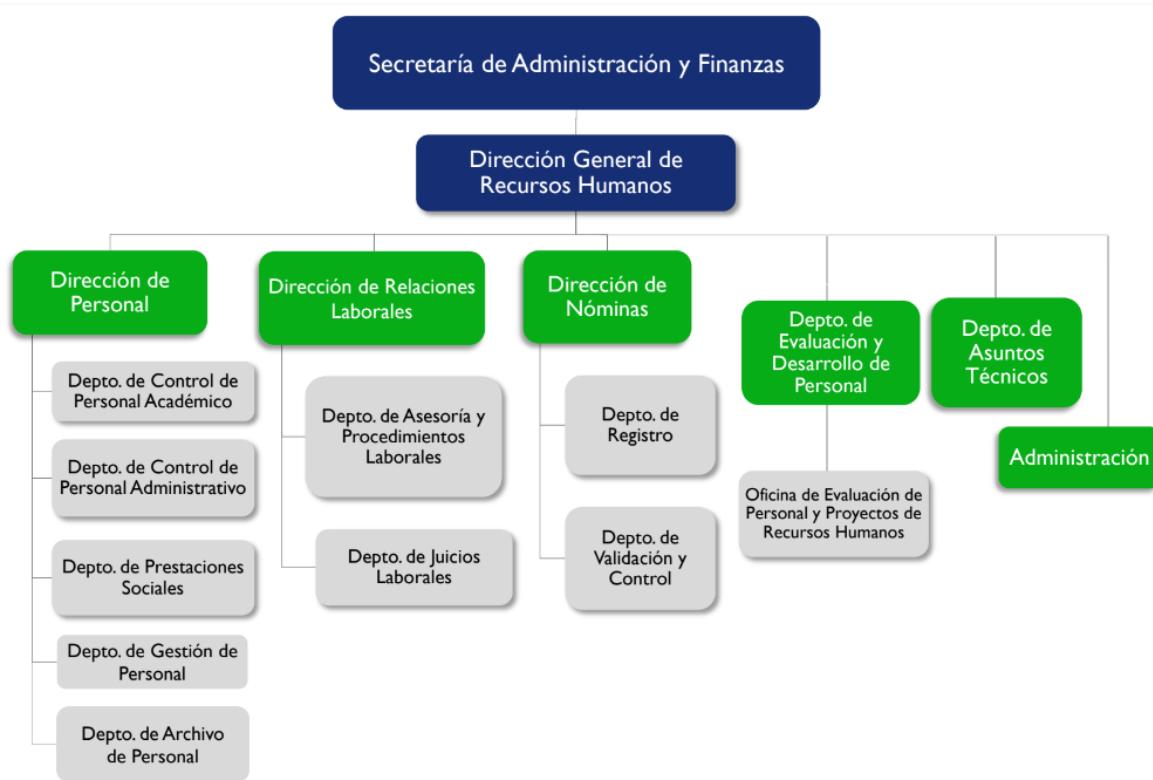 Secretaría de Administración y Finanzas
Dirección General de
Recursos Humanos
Dirección de
Personal
Dirección de Relaciones
Laborales
Dirección de
Nóminas
Depto. de
Evaluación y
Desarrollo de
Personal
Depto. de
Asuntos
Técnicos
Administración
Depto. de Control de
Personal Académico
Depto. de Control de
Personal Administrativo
Depto. de Prestaciones
Sociales
Depto. de Gestión de
Personal
Depto. de Archivo
de Personal
Depto. de Asesoría y
Procedimientos
Laborales
Depto. de Juicios
Laborales
Depto. de
Registro
Depto. de
Validación y
Control
Oficina de Evaluación de
Personal y Proyectos de
Recursos Humanos